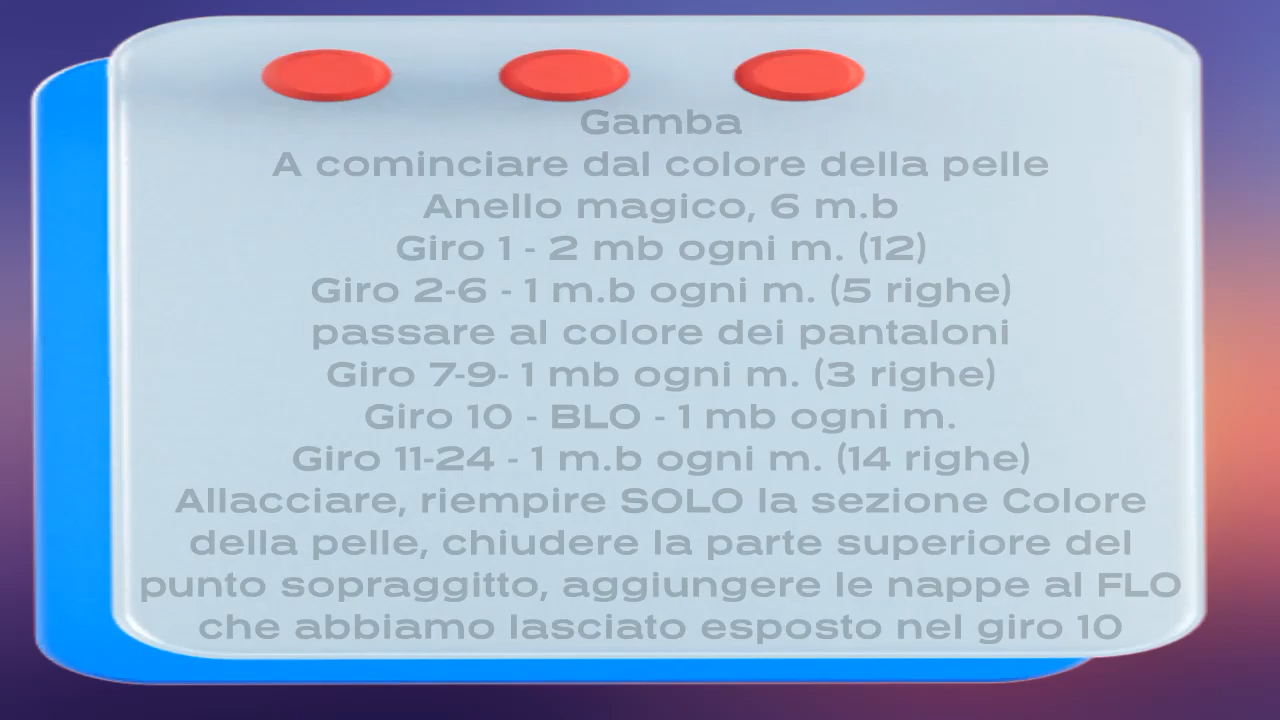 Gamba
A cominciare dal colore della pelle
Anello magico, 6 m.b
Giro 1 - 2 mb ogni m. (12)
Giro 2-6 - 1 m.b ogni m. (5 righe)
passare al colore dei pantaloni
Giro 7-9- 1 mb ogni m. (3 righe)
Giro 10 - BLO - 1 mb ogni m.
Giro 11-24 - 1 m.b ogni m. (14 righe)
Allacciare, riempire SOLO la sezione Colore
della pelle, chiudere la parte superiore del
punto sopraggitto, aggiungere le nappe al FLO
che abbiamo lasciato esposto nel giro 10